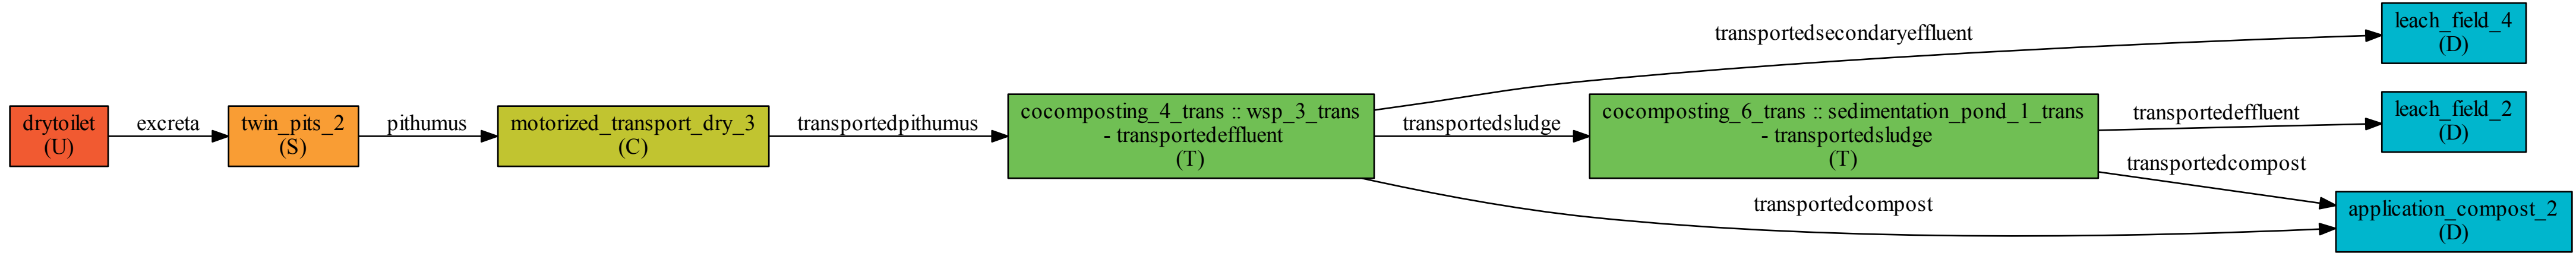 drytoilet
(U)
excreta
twin_pits_2
(S)
pithumus
motorized_transport_dry_3
(C)
transportedpithumus
cocomposting_4_trans :: wsp_3_trans
- transportedeffluent
(T)
transportedsecondaryeffluent
transportedsludge
transportedcompost
cocomposting_6_trans :: sedimentation_pond_1_trans
- transportedsludge
(T)
transportedeffluent
transportedcompost
leach_field_4
(D)
leach_field_2
(D)
application_compost_2
(D)